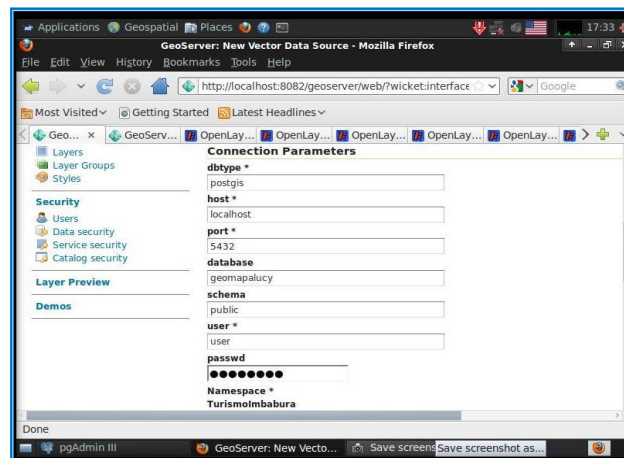 Applications Geospatial Places 17:33
GeoServer: New Vector Data Source - Mozilla Firefox
File Edit View History Bookmarks Tools Help
http://localhost:8082/geoserver/web/?wicket:interface Google
Most Visited Getting Started Latest Headlines
Geo... GeoServ... OpenLay... OpenLay... OpenLay... OpenLay... OpenLay...
Layers
Layer Groups
Styles
Security
Users
Data security
Service security
Catalog security
Layer Preview
Demos
Connection Parameters
dbtype *
postgis
host *
localhost
port *
5432
database
geomapalucy
schema
public
user *
user
passwd
●●●●●●●●
Namespace *
TurismoImbabura
Done
pgAdmin III GeoServer: New Vecto... Save screens Save screenshot as...